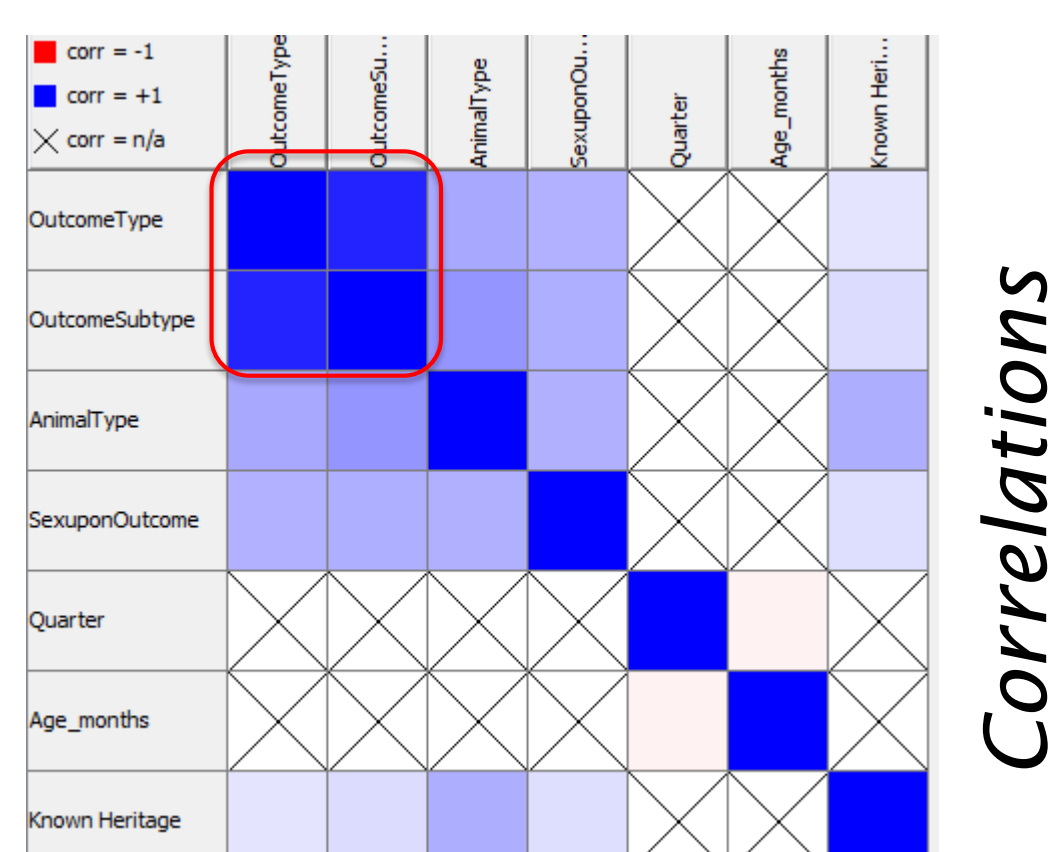 corr = -1
corr = +1
corr = n/a
OutcomeType
OutcomeSu...
AnimalType
SexuponOu...
Quarter
Age_months
Known Heri...
OutcomeType
OutcomeSubtype
AnimalType
SexuponOutcome
Quarter
Age_months
Known Heritage
Correlations